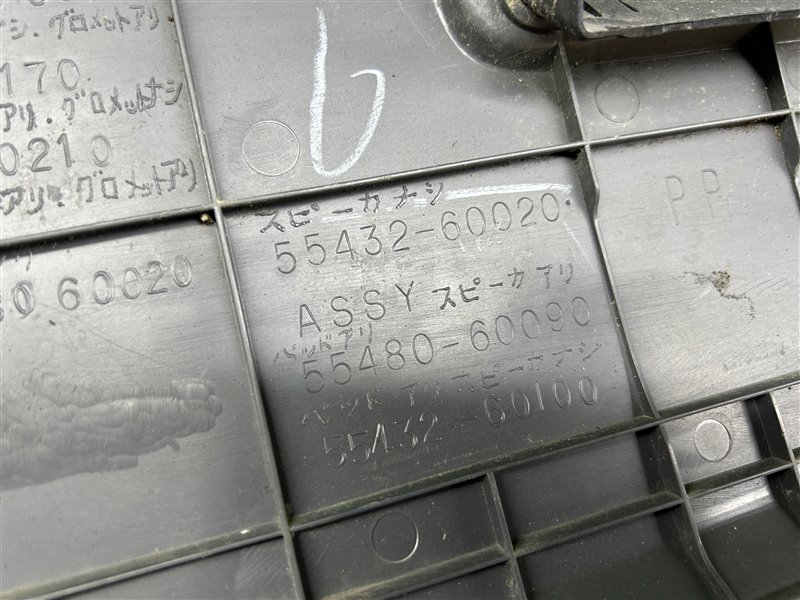 グロメットアリ
170
アリ.グロメットナシ
0210
アリ.グロメットアリ
60020
6
スピーカナシ
55432-60020
ASSY スピーカアリ
パッドアリ
55480-60090
パッドアリスピーカナシ
55432-60100
PP